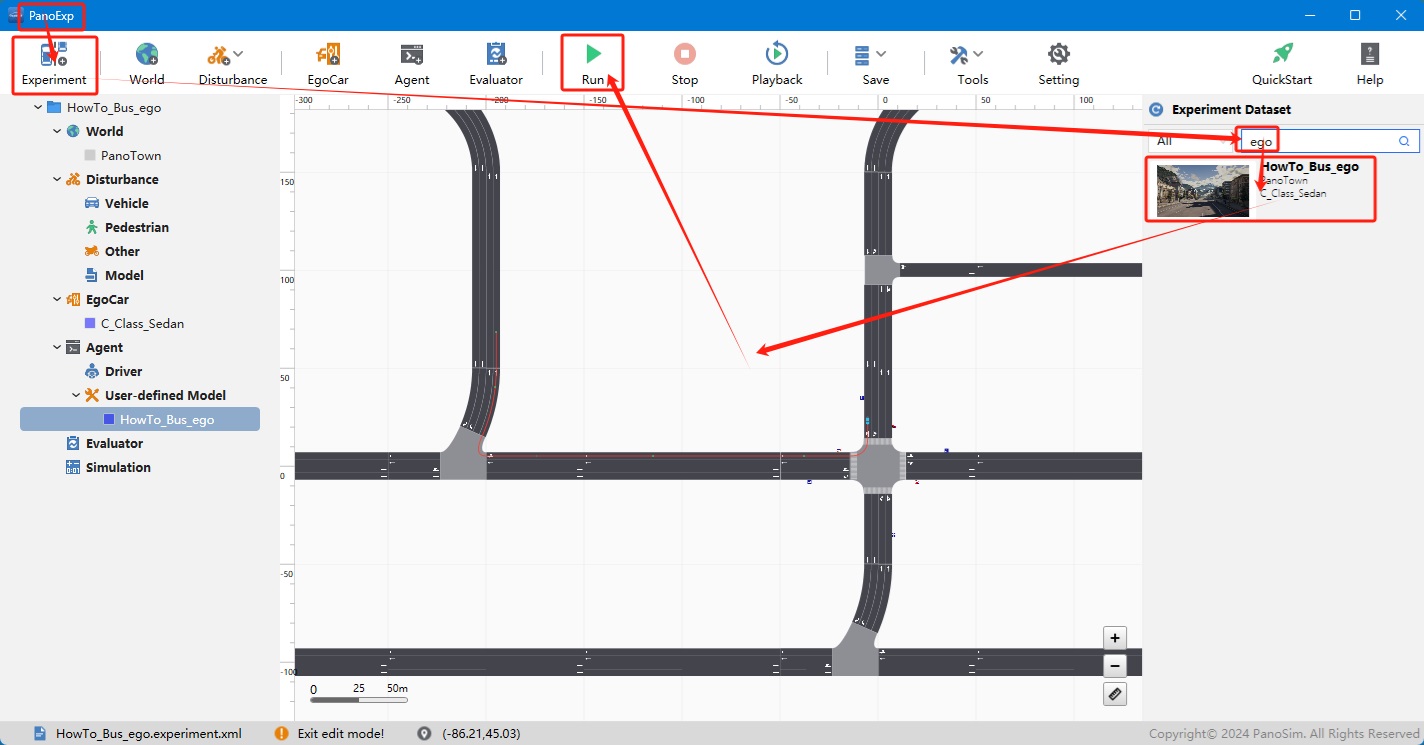 PanoExp
Experiment World Disturbance EgoCar Agent Evaluator Run Stop Playback Save Tools Setting QuickStart Help
HowTo_Bus_ego
World
PanoTown
Disturbance
Vehicle
Pedestrian
Other
Model
EgoCar
C_Class_Sedan
Agent
Driver
User-defined Model
HowTo_Bus_ego
Evaluator
Simulation
-300 -250 -200 -150 -100 -50 0 50 100
150
100
50
0
-50
-100
0 25 50m
+
−
Experiment Dataset
All ego
HowTo_Bus_ego
PanoTown
C_Class_Sedan
HowTo_Bus_ego.experiment.xml Exit edit mode! (-86.21,45.03) Copyright© 2024 PanoSim. All Rights Reserved